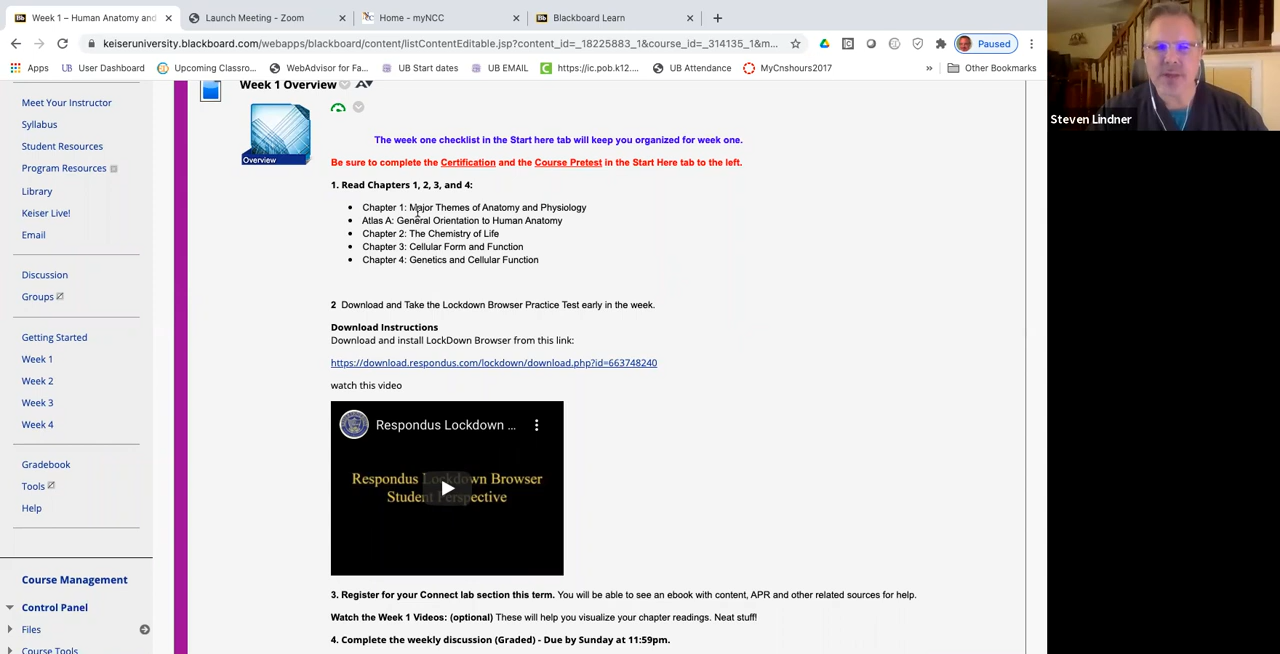 Week 1 – Human Anatomy and
Launch Meeting - Zoom
Home - myNCC
Blackboard Learn
keiseruniversity.blackboard.com/webapps/blackboard/content/listContentEditable.jsp?content_id=_18225883_1&course_id=_314135_1&m...
Paused
Apps
User Dashboard
Upcoming Classro...
WebAdvisor for Fa...
UB Start dates
UB EMAIL
https://ic.pob.k12....
UB Attendance
MyCnshours2017
»
Other Bookmarks
Meet Your Instructor
Syllabus
Student Resources
Program Resources
Library
Keiser Live!
Email
Discussion
Groups
Getting Started
Week 1
Week 2
Week 3
Week 4
Gradebook
Tools
Help
Course Management
Control Panel
Files
Course Tools
Week 1 Overview
Overview
The week one checklist in the Start here tab will keep you organized for week one.
Be sure to complete the Certification and the Course Pretest in the Start Here tab to the left.
1. Read Chapters 1, 2, 3, and 4:
• Chapter 1: Major Themes of Anatomy and Physiology
• Atlas A: General Orientation to Human Anatomy
• Chapter 2: The Chemistry of Life
• Chapter 3: Cellular Form and Function
• Chapter 4: Genetics and Cellular Function
2 Download and Take the Lockdown Browser Practice Test early in the week.
Download Instructions
Download and install LockDown Browser from this link:
https://download.respondus.com/lockdown/download.php?id=663748240
watch this video
Respondus Lockdown ...
Respondus Lockdown Browser
Student Perspective
3. Register for your Connect lab section this term. You will be able to see an ebook with content, APR and other related sources for help.
Watch the Week 1 Videos: (optional) These will help you visualize your chapter readings. Neat stuff!
4. Complete the weekly discussion (Graded) - Due by Sunday at 11:59pm.
Steven Lindner